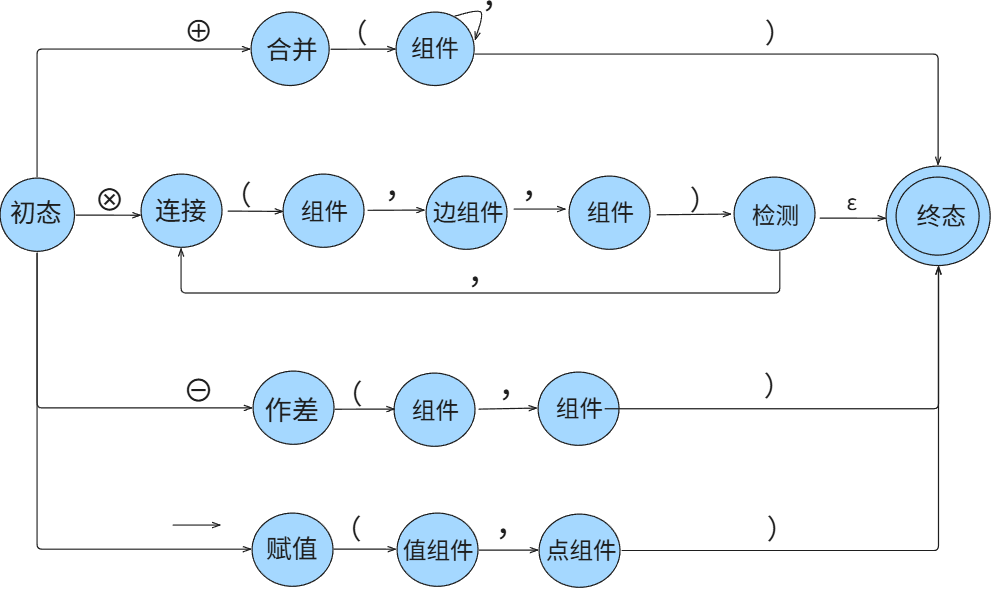 ⊕ 合并 ( 组件 , )
初态 ⊗ 连接 ( 组件 , 边组件 , 组件 ) 检测 ε 终态
,
⊖ 作差 ( 组件 , 组件 )
→ 赋值 ( 值组件 , 点组件 )